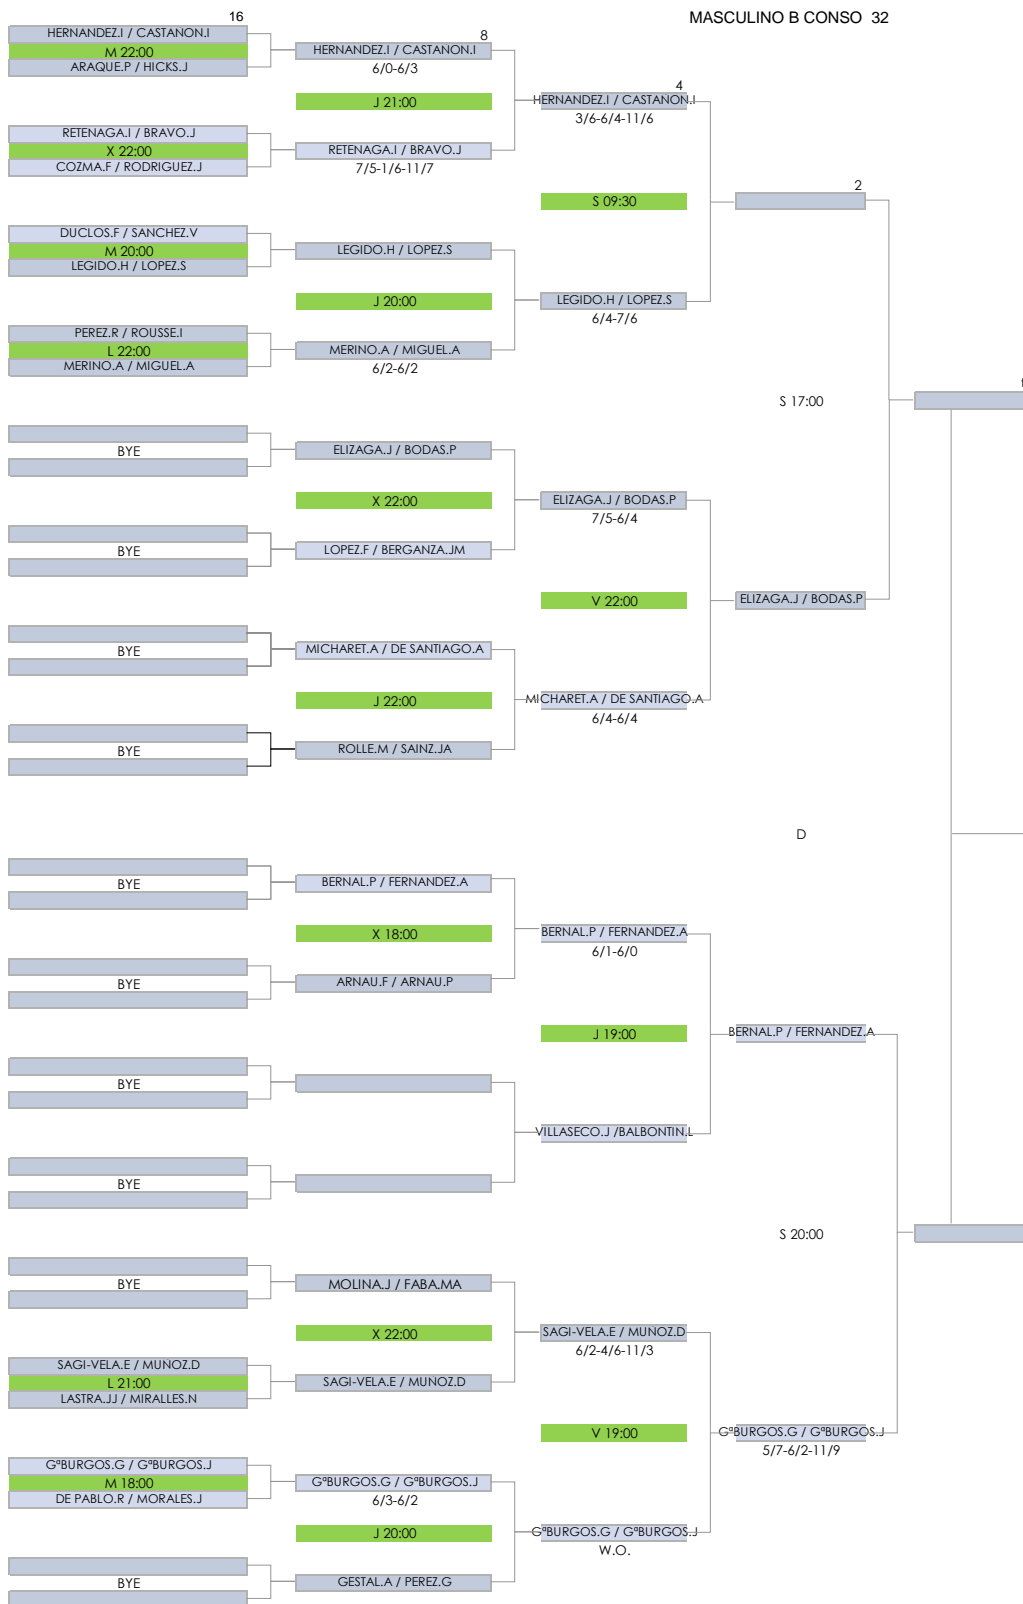 16
MASCULINO B CONSO 32
HERNANDEZ.I / CASTANON.I
8
M 22:00
HERNANDEZ.I / CASTANON.I
ARAQUE.P / HICKS.J
6/0-6/3
4
J 21:00
HERNANDEZ.I / CASTANON.I
3/6-6/4-11/6
RETENAGA.I / BRAVO.J
X 22:00
RETENAGA.I / BRAVO.J
COZMA.F / RODRIGUEZ.J
7/5-1/6-11/7
2
S 09:30
DUCLOS.F / SANCHEZ.V
M 20:00
LEGIDO.H / LOPEZ.S
LEGIDO.H / LOPEZ.S
J 20:00
LEGIDO.H / LOPEZ.S
6/4-7/6
PEREZ.R / ROUSSE.I
L 22:00
MERINO.A / MIGUEL.A
MERINO.A / MIGUEL.A
6/2-6/2
S 17:00
BYE
ELIZAGA.J / BODAS.P
X 22:00
ELIZAGA.J / BODAS.P
7/5-6/4
BYE
LOPEZ.F / BERGANZA.JM
V 22:00
ELIZAGA.J / BODAS.P
BYE
MICHARET.A / DE SANTIAGO.A
J 22:00
MICHARET.A / DE SANTIAGO.A
6/4-6/4
BYE
ROLLE.M / SAINZ.JA
D
BYE
BERNAL.P / FERNANDEZ.A
X 18:00
BERNAL.P / FERNANDEZ.A
6/1-6/0
BYE
ARNAU.F / ARNAU.P
J 19:00
BERNAL.P / FERNANDEZ.A
BYE
VILLASECO.J /BALBONTIN.L
BYE
S 20:00
BYE
MOLINA.J / FABA.MA
X 22:00
SAGI-VELA.E / MUNOZ.D
6/2-4/6-11/3
SAGI-VELA.E / MUNOZ.D
L 21:00
SAGI-VELA.E / MUNOZ.D
LASTRA.JJ / MIRALLES.N
V 19:00
GªBURGOS.G / GªBURGOS.J
5/7-6/2-11/9
GªBURGOS.G / GªBURGOS.J
M 18:00
GªBURGOS.G / GªBURGOS.J
DE PABLO.R / MORALES.J
6/3-6/2
J 20:00
GªBURGOS.G / GªBURGOS.J
W.O.
BYE
GESTAL.A / PEREZ.G